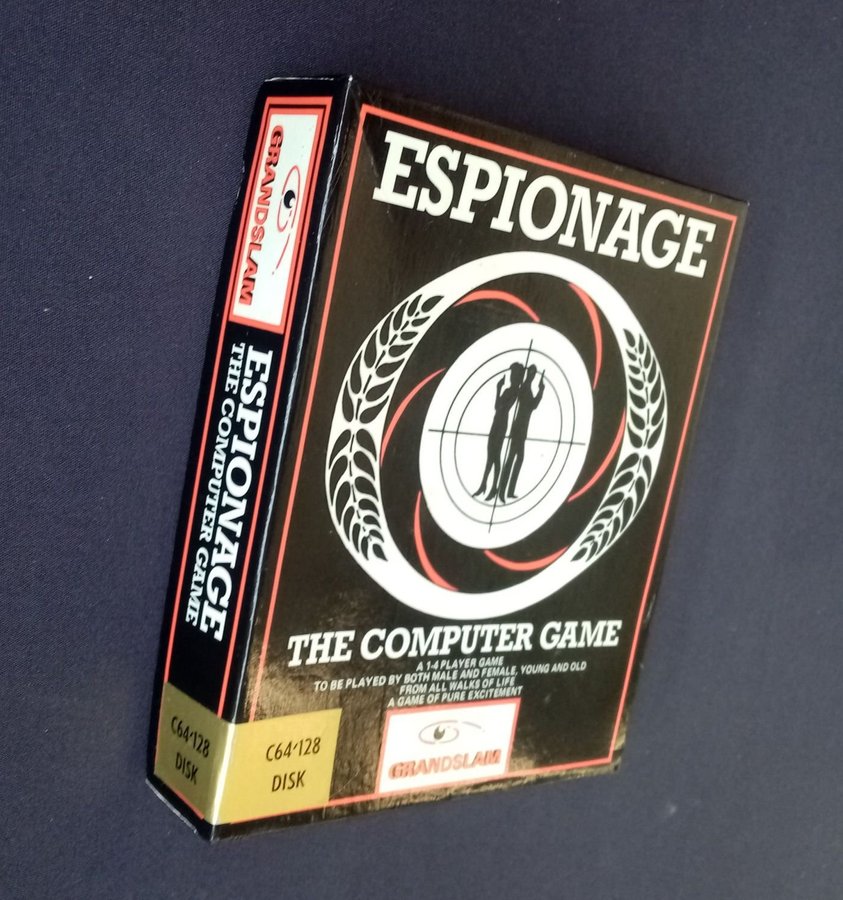 GRANDSLAM
ESPIONAGE
THE COMPUTER GAME
C64/128
DISK
ESPIONAGE
THE COMPUTER GAME
A 1-4 PLAYER GAME
TO BE PLAYED BY BOTH MALE AND FEMALE, YOUNG AND OLD
FROM ALL WALKS OF LIFE
A GAME OF PURE EXCITEMENT
C64/128
DISK
GRANDSLAM